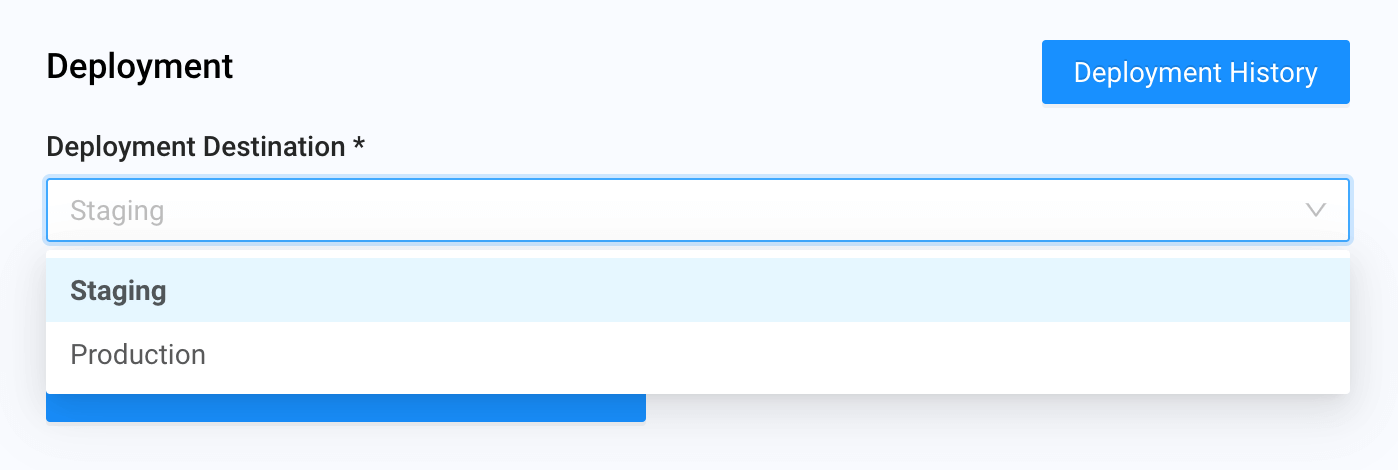 Deployment
Deployment History
Deployment Destination *
Staging
Staging
Production